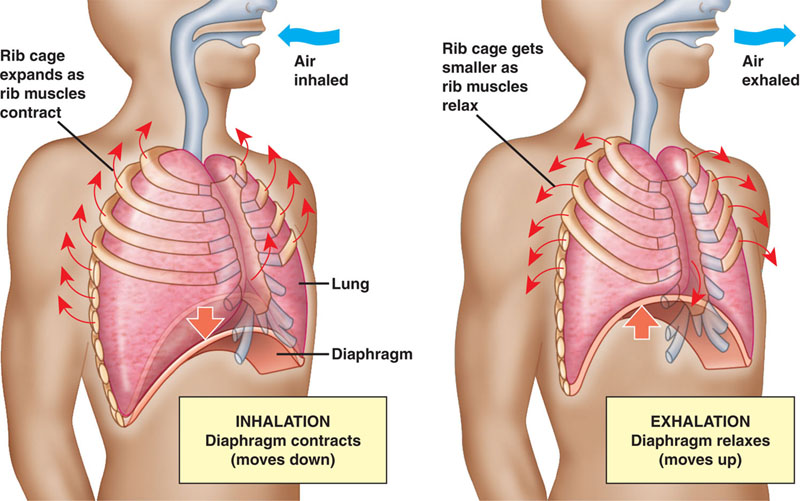 Rib cage
expands as
rib muscles
contract
Air
inhaled
Lung
Diaphragm
INHALATION
Diaphragm contracts
(moves down)
Rib cage gets
smaller as
rib muscles
relax
Air
exhaled
EXHALATION
Diaphragm relaxes
(moves up)